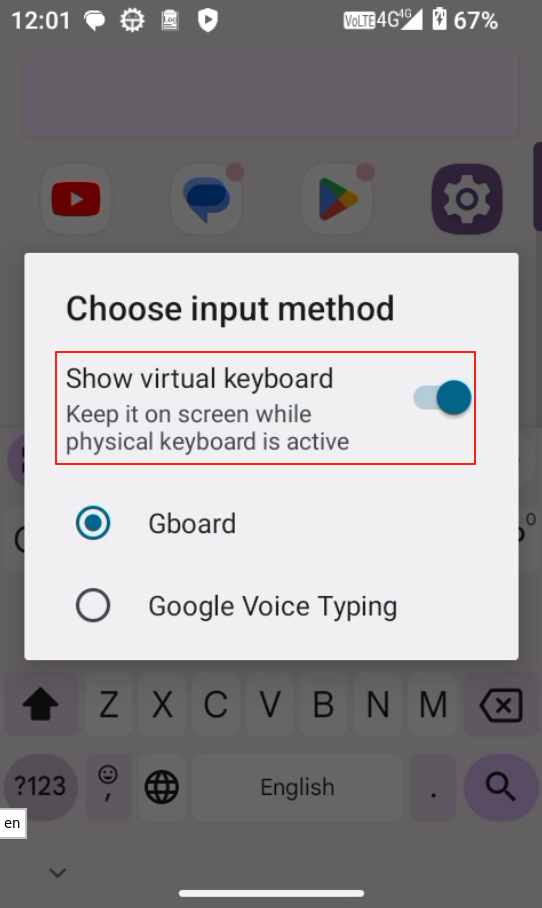 12:01
VoLTE 4G 4G 67%
Choose input method
Show virtual keyboard
Keep it on screen while
physical keyboard is active
Gboard
0
Google Voice Typing
Z X C V B N M
?123 , English .
en